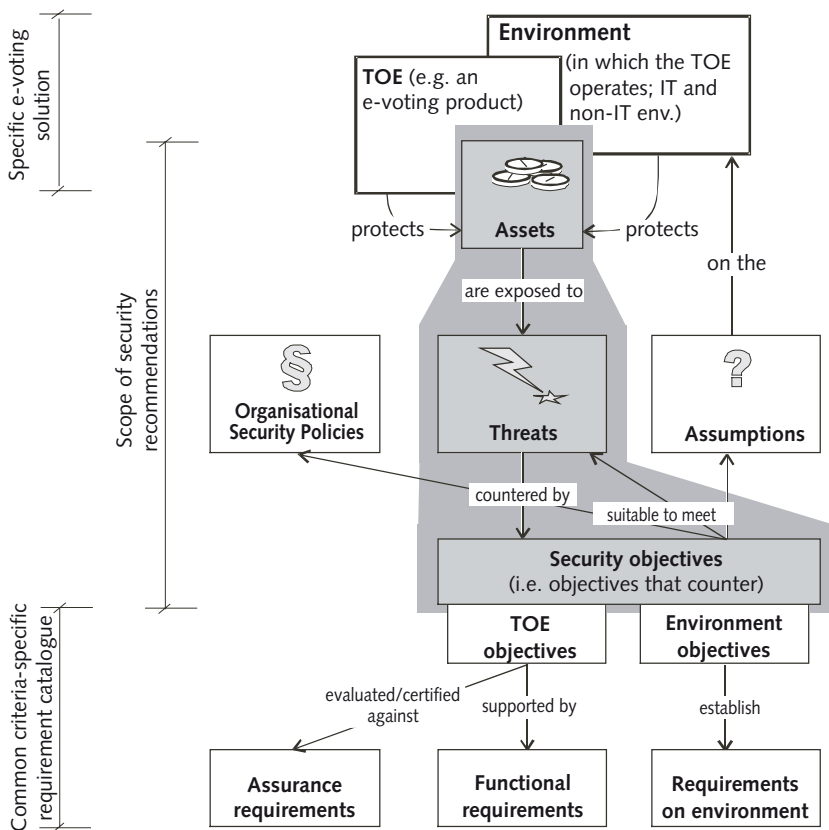 Specific e-voting
solution
Environment
(in which the TOE
operates; IT and
non-IT env.)
TOE (e.g. an
e-voting product)
Assets
protects
protects
on the
are exposed to
Scope of security
recommendations
§
Organisational
Security Policies
Threats
?
Assumptions
countered by
suitable to meet
Security objectives
(i.e. objectives that counter)
Common criteria-specific
requirement catalogue
TOE
objectives
Environment
objectives
evaluated/certified
against
supported by
establish
Assurance
requirements
Functional
requirements
Requirements
on environment